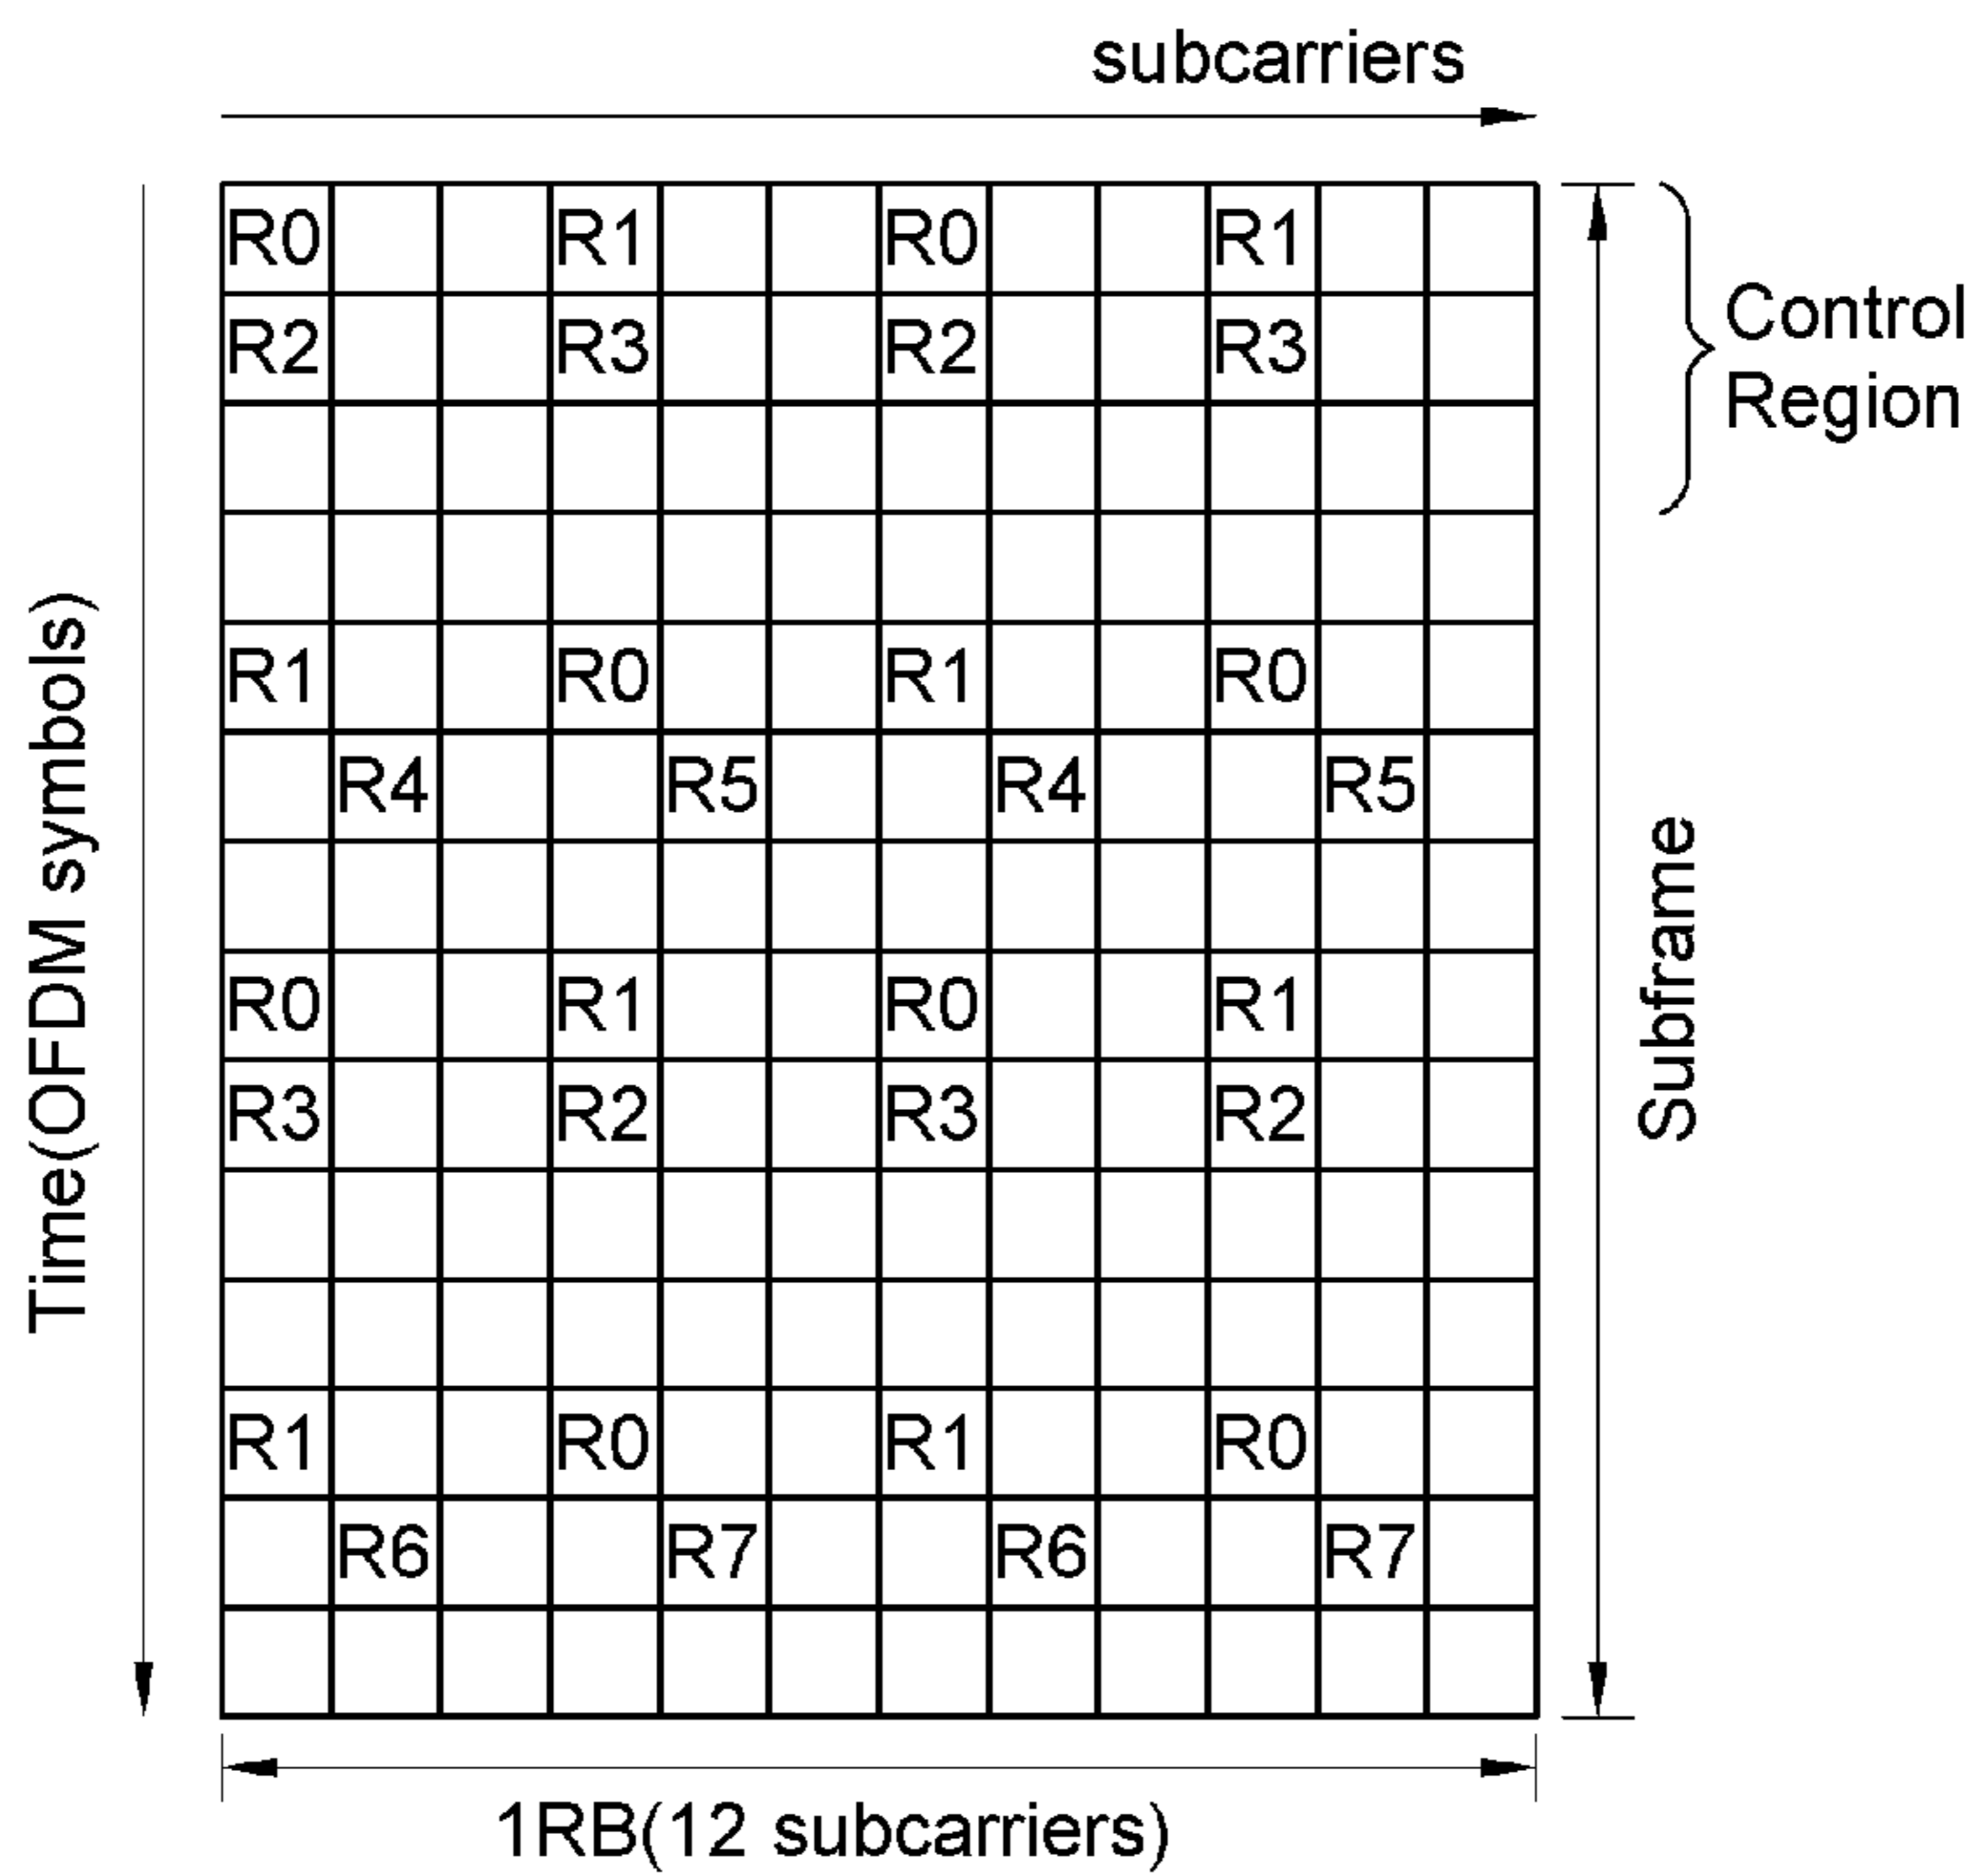 subcarriers
R0 R1 R0 R1
R2 R3 R2 R3
Control
Region
R1 R0 R1 R0
R4 R5 R4 R5
R0 R1 R0 R1
R3 R2 R3 R2
R1 R0 R1 R0
R6 R7 R6 R7
Time(OFDM symbols)
Subframe
1RB(12 subcarriers)